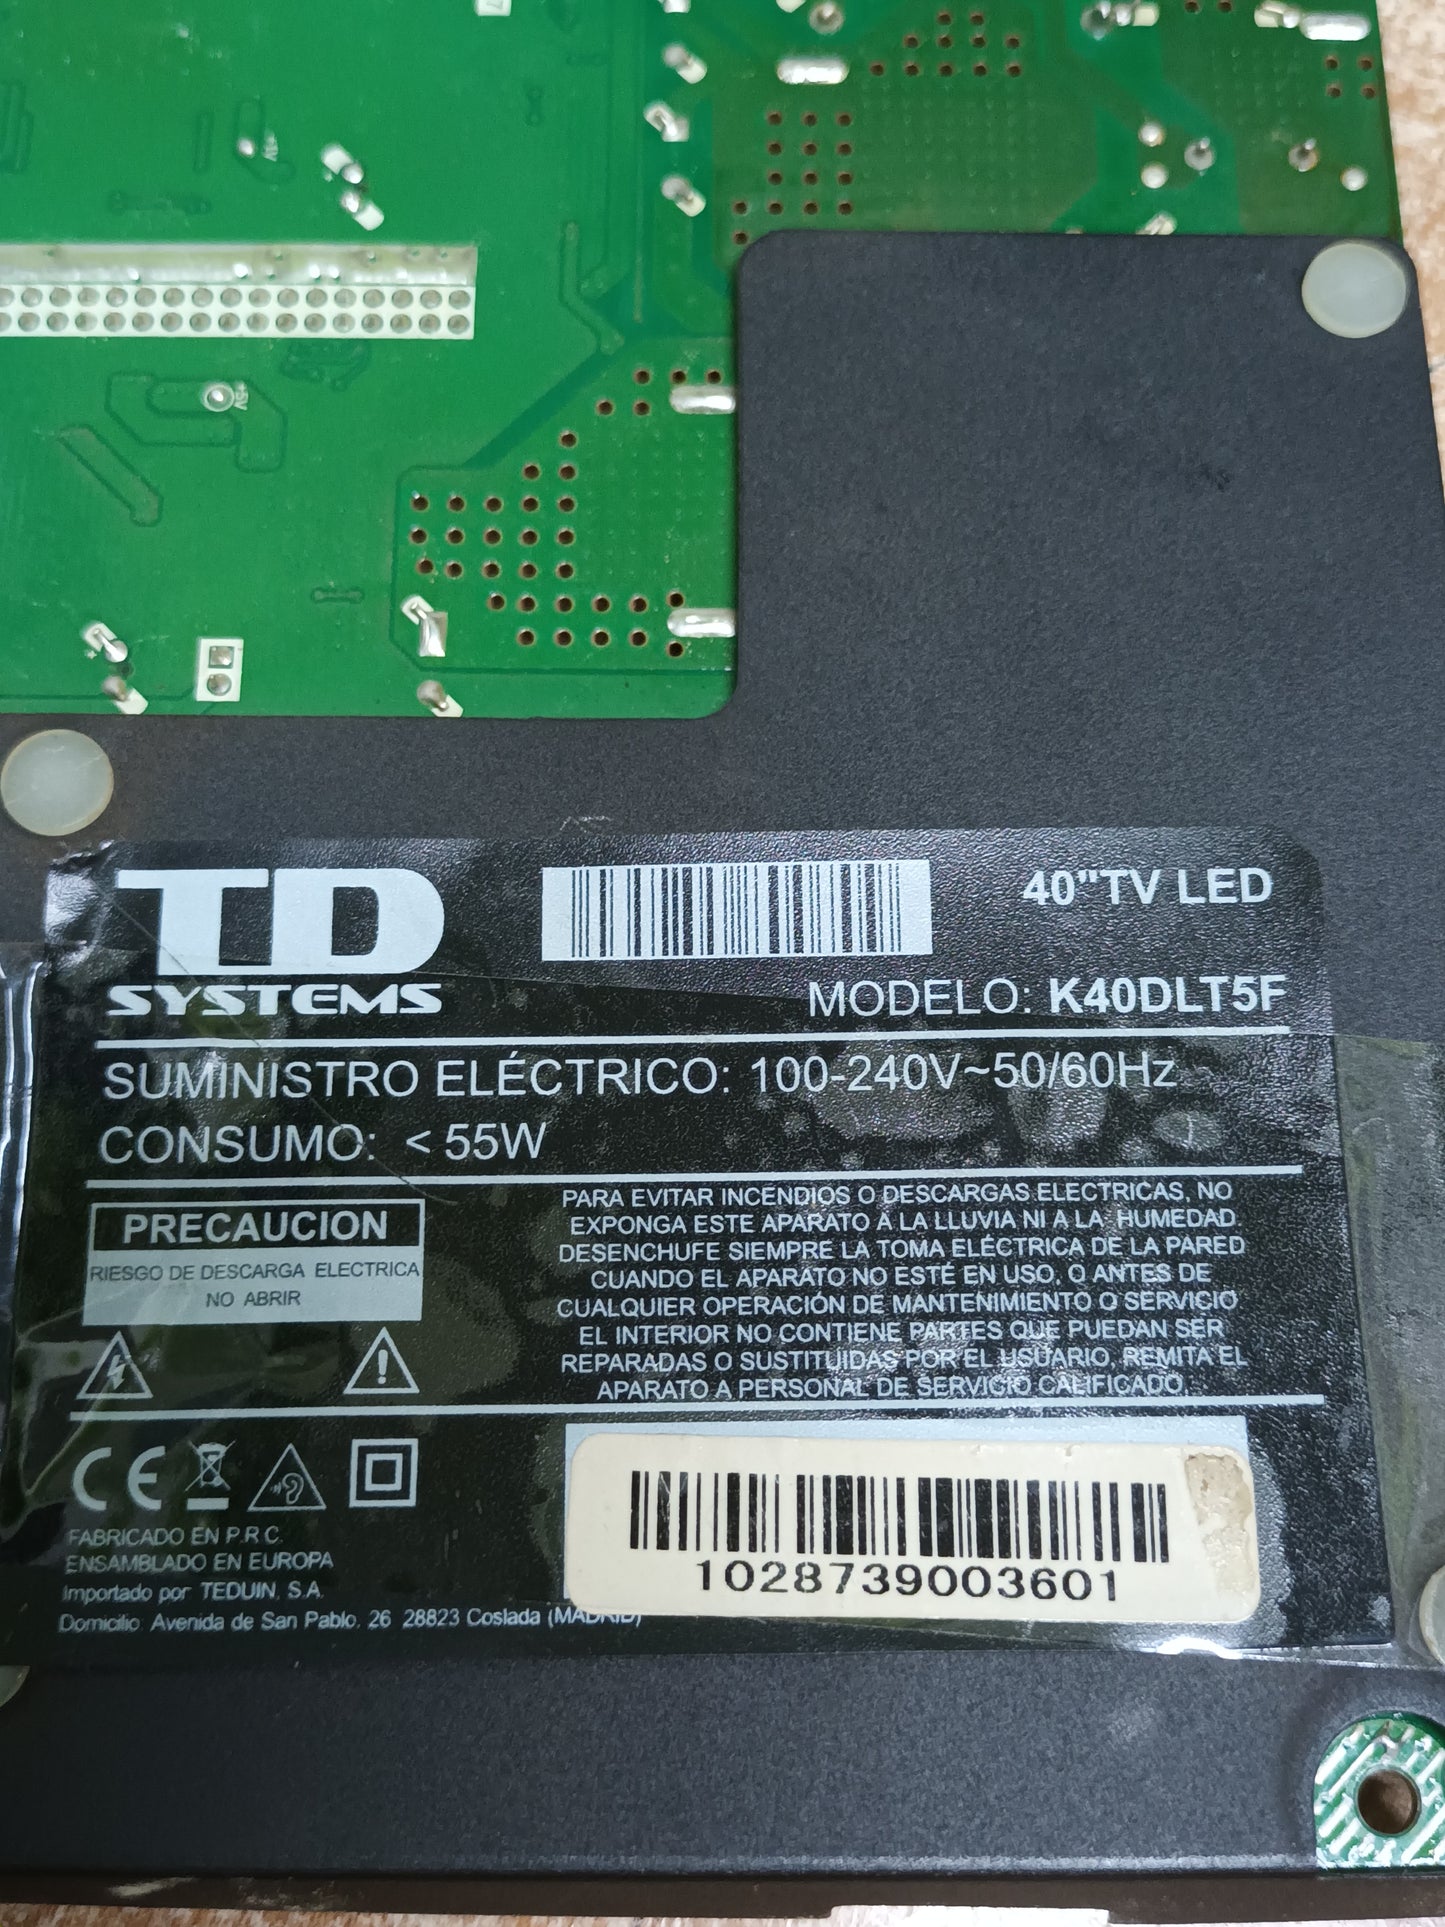 +5V
TD
SYSTEMS
40"TV LED
MODELO: K40DLT5F
SUMINISTRO ELÉCTRICO: 100-240V~50/60Hz
CONSUMO: < 55W
PRECAUCION
RIESGO DE DESCARGA ELECTRICA
NO ABRIR
PARA EVITAR INCENDIOS O DESCARGAS ELECTRICAS, NO
EXPONGA ESTE APARATO A LA LLUVIA NI A LA HUMEDAD
DESENCHUFE SIEMPRE LA TOMA ELÉCTRICA DE LA PARED
CUANDO EL APARATO NO ESTÉ EN USO, O ANTES DE
CUALQUIER OPERACIÓN DE MANTENIMIENTO O SERVICIO
EL INTERIOR NO CONTIENE PARTES QUE PUEDAN SER
REPARADAS O SUSTITUIDAS POR EL USUARIO, REMITA EL
APARATO A PERSONAL DE SERVICIO CALIFICADO.
CE
FABRICADO EN P.R.C.
ENSAMBLADO EN EUROPA
Importado por TEDUIN, S.A.
Domicilio: Avenida de San Pablo, 26 28823 Coslada (MADRID)
1028739003601